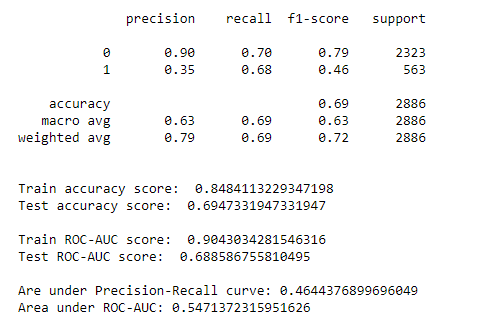 precision recall f1-score support
0 0.90 0.70 0.79 2323
1 0.35 0.68 0.46 563
accuracy 0.69 2886
macro avg 0.63 0.69 0.63 2886
weighted avg 0.79 0.69 0.72 2886
Train accuracy score: 0.8484113229347198
Test accuracy score: 0.6947331947331947
Train ROC-AUC score: 0.9043034281546316
Test ROC-AUC score: 0.688586755810495
Are under Precision-Recall curve: 0.4644376899696049
Area under ROC-AUC: 0.5471372315951626